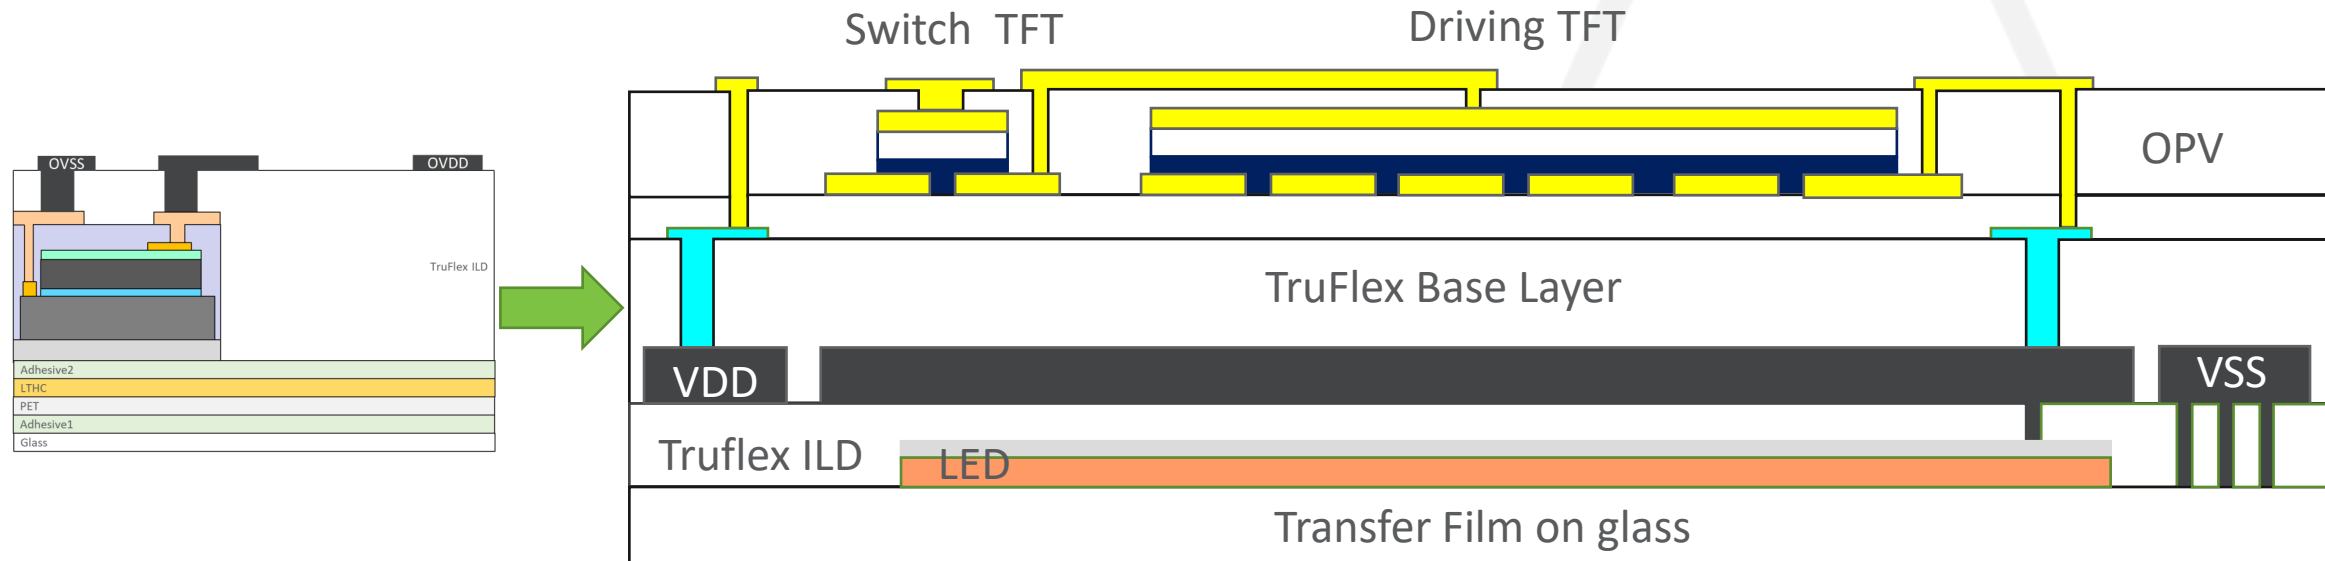 OVSS
OVDD
TruFlex ILD
Adhesive2
LTHC
PET
Adhesive1
Glass
Switch TFT
Driving TFT
OPV
TruFlex Base Layer
VDD
VSS
Truflex ILD
LED
Transfer Film on glass